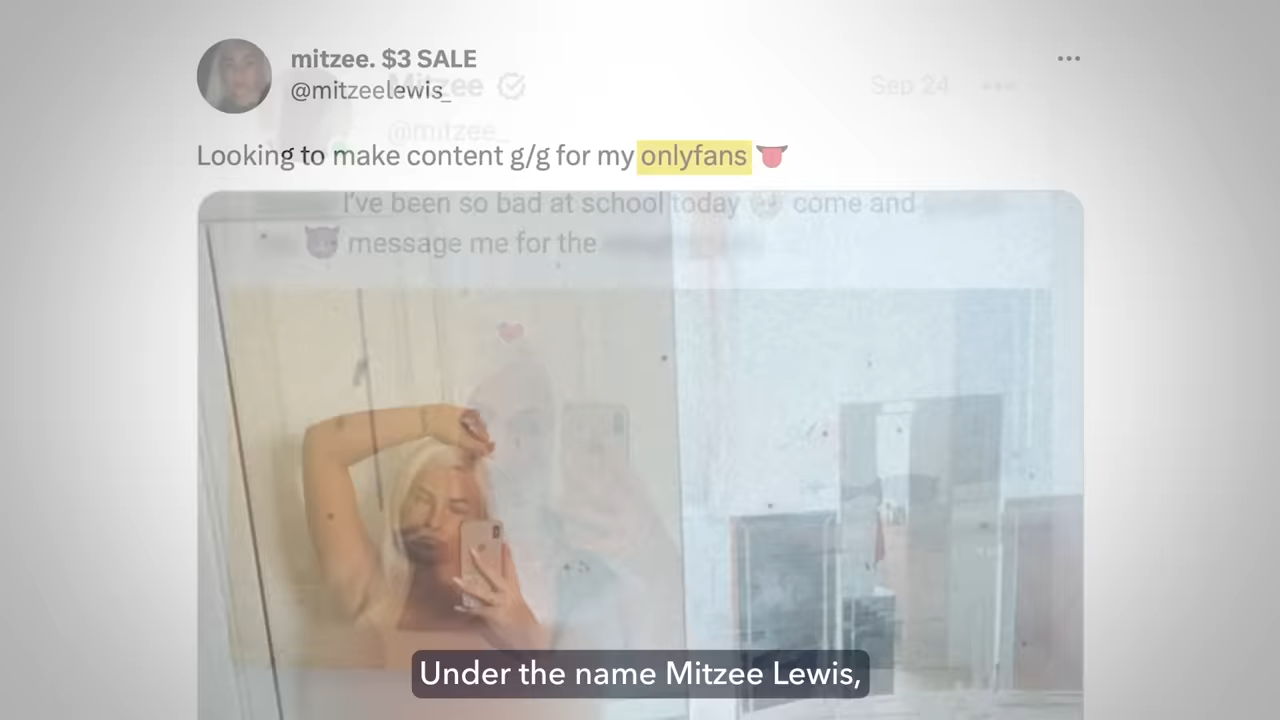 mitzee. $3 SALE
@mitzeelewis_
Mitzee
Sep 24
@mitzee_
Looking to make content g/g for my onlyfans
I've been so bad at school today come and
message me for the
Under the name Mitzee Lewis,